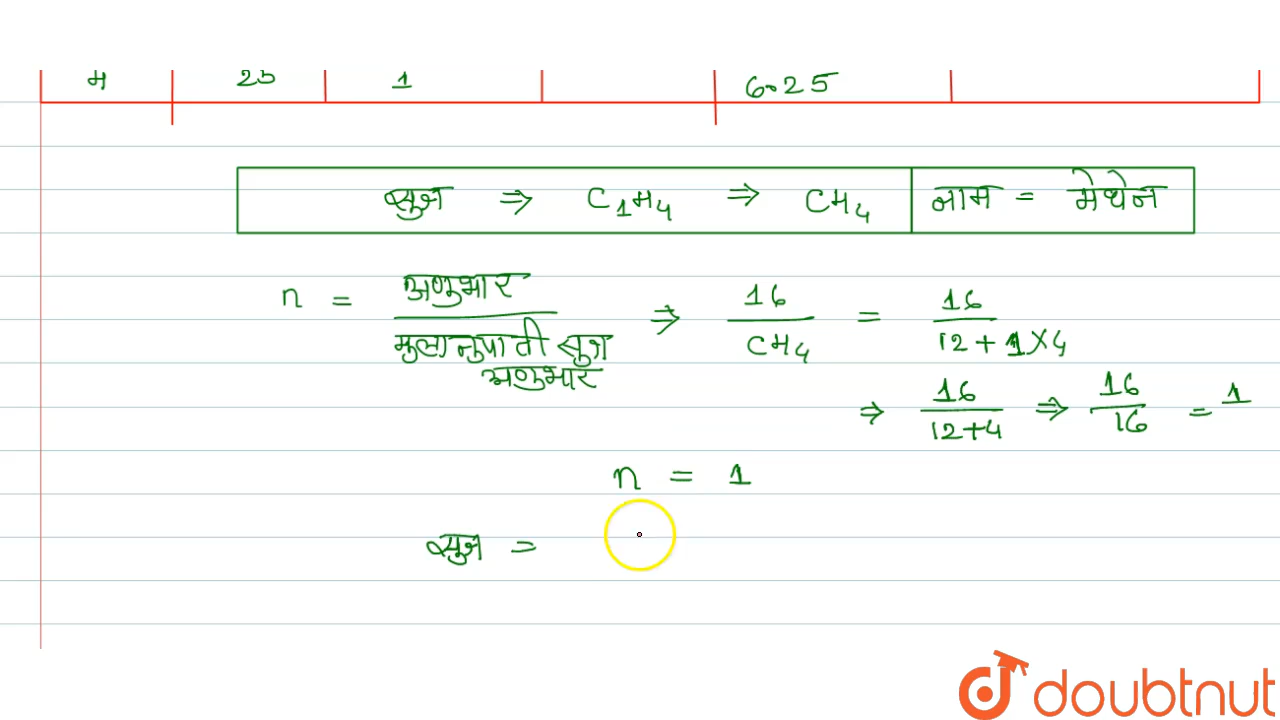 H 25 1 6.25
सूत्र ⇒ C₁H₄ ⇒ CH₄ नाम = मेथेन
n = अणुभार / मुलानुपाती सूत्र अणुभार ⇒ 16 / CH₄ = 16 / 12 + 1×4
⇒ 16 / 12+4 ⇒ 16 / 16 = 1
n = 1
सूत्र =
doubtnut